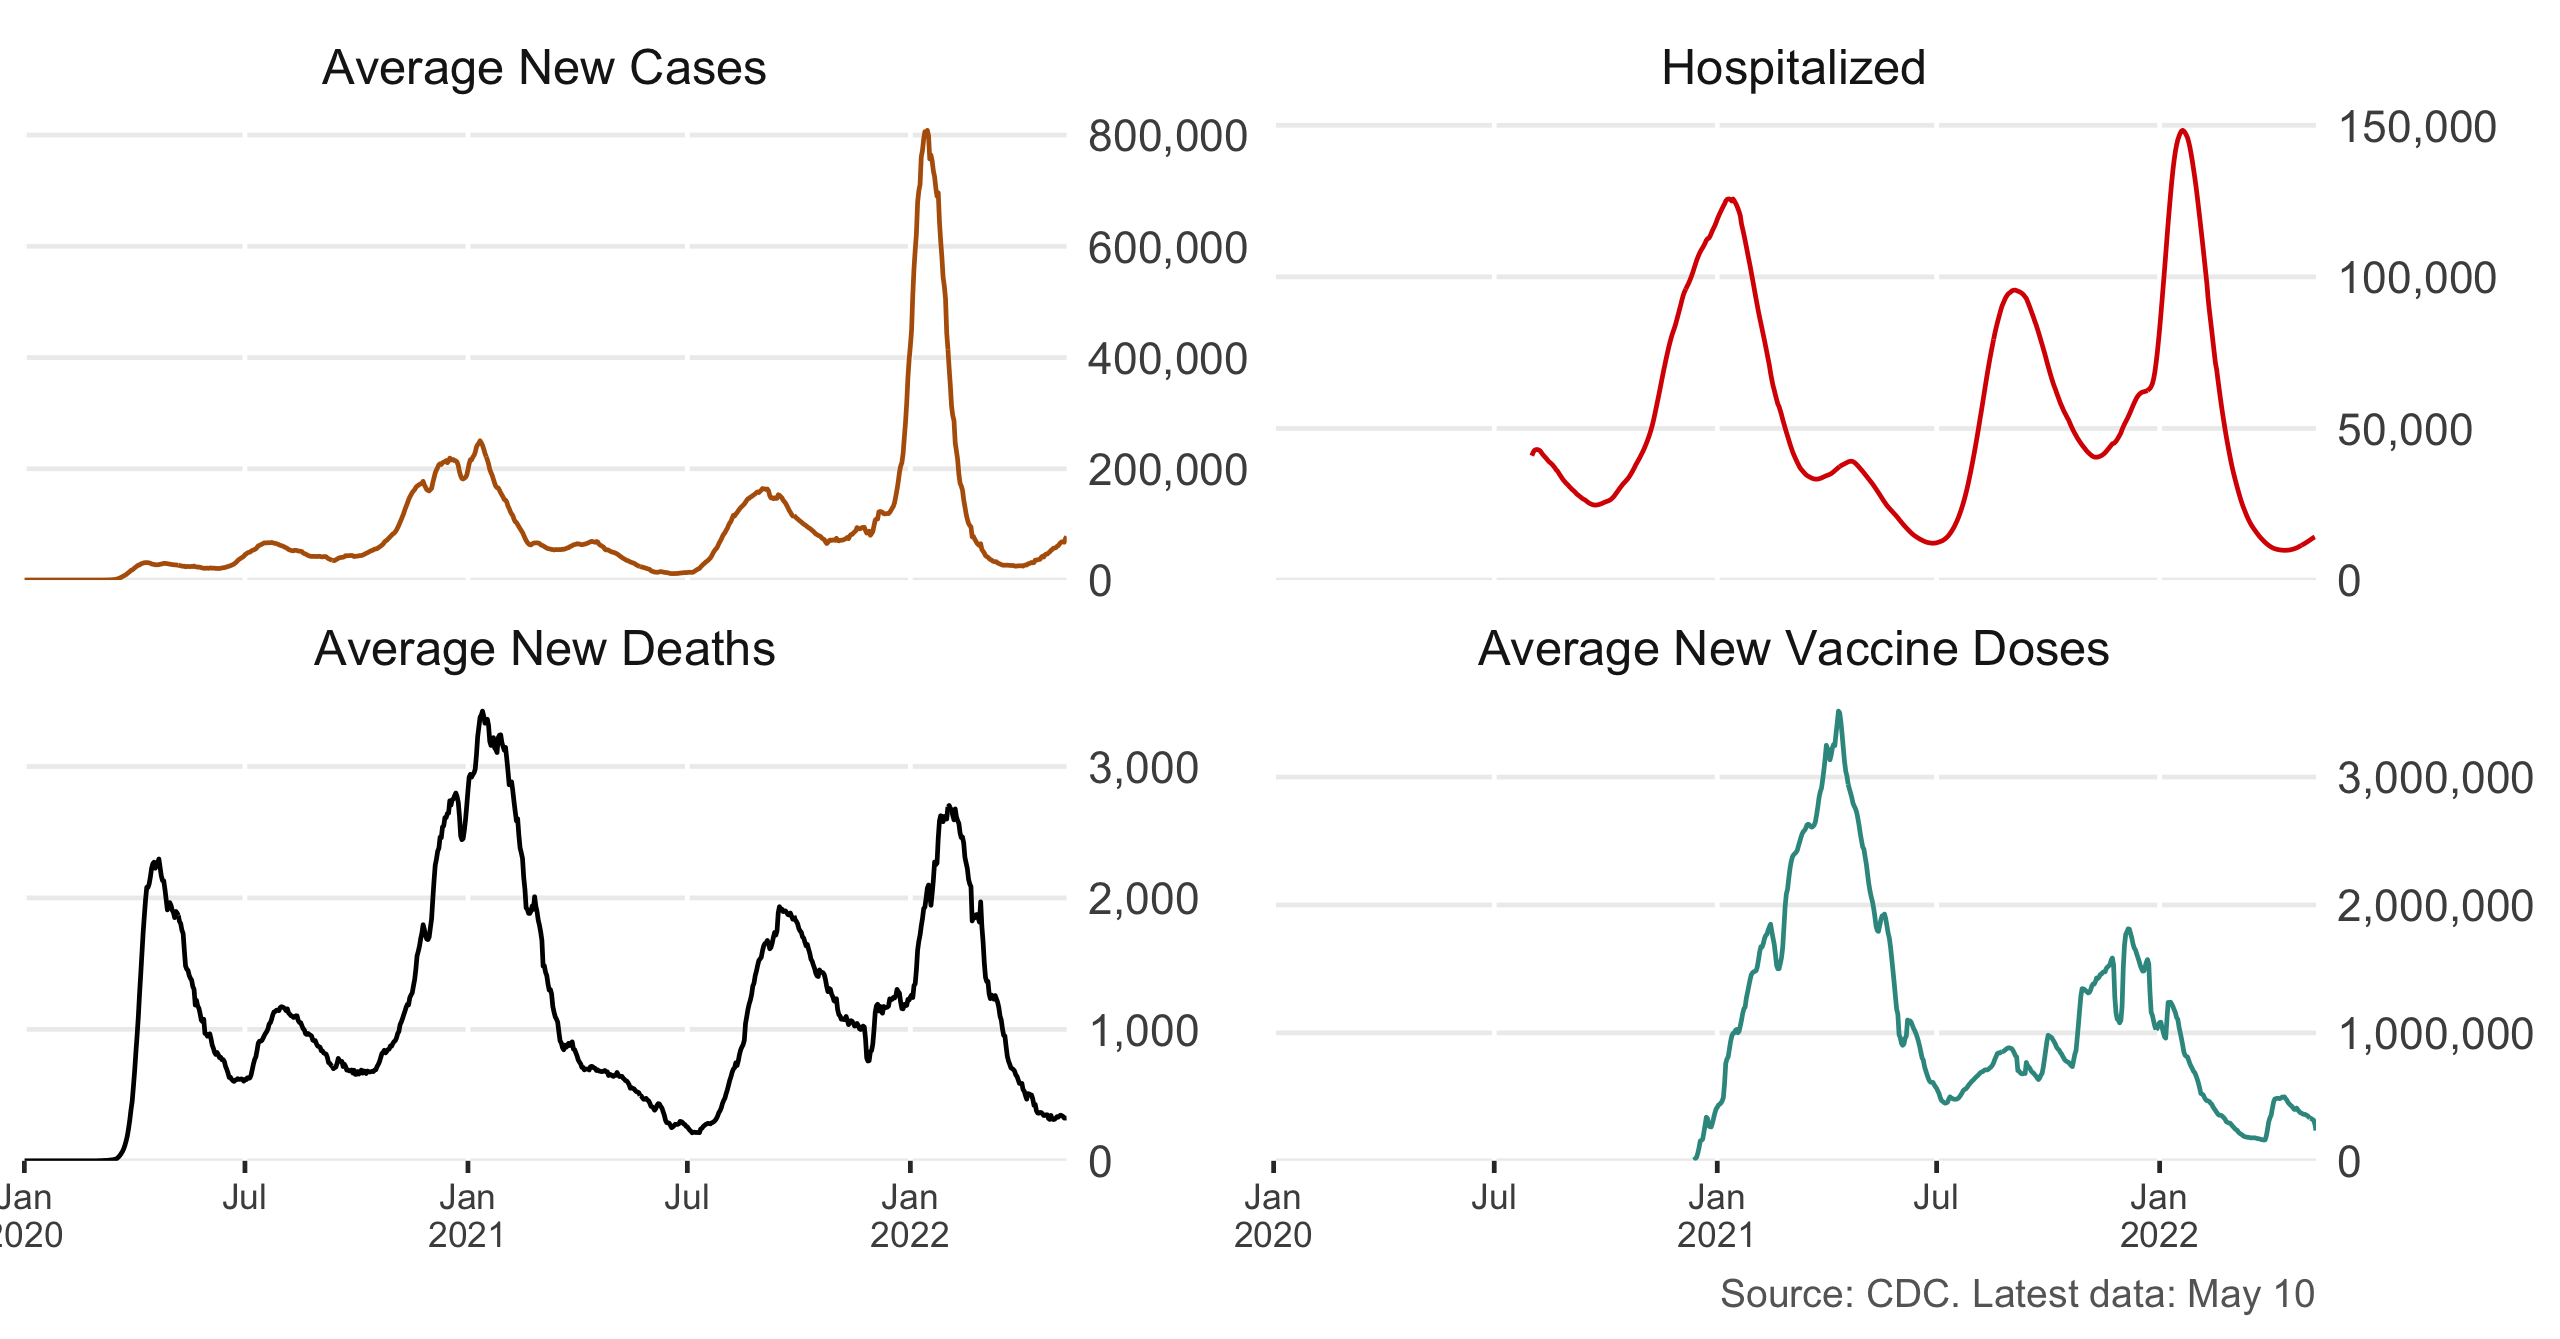 Average New Cases
800,000
600,000
400,000
200,000
0
Hospitalized
150,000
100,000
50,000
0
Average New Deaths
3,000
2,000
1,000
0
Jan Jul Jan Jul Jan
2020 2021 2022
Average New Vaccine Doses
3,000,000
2,000,000
1,000,000
0
Jan Jul Jan Jul Jan
2020 2021 2022
Source: CDC. Latest data: May 10